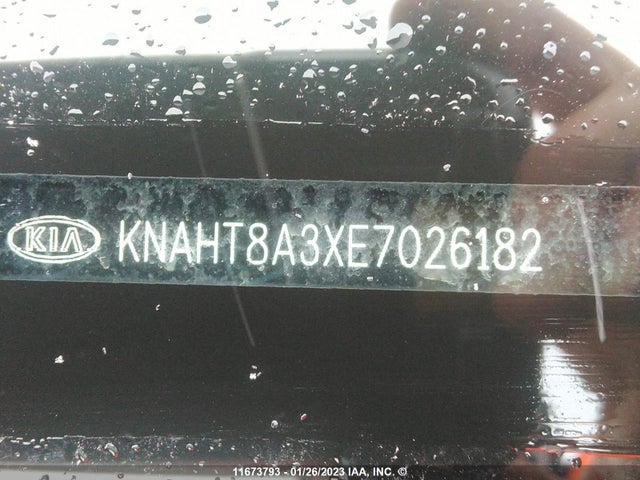 KIA KNAHT8A3XE7026182
11673793 - 01/26/2023 IAA, INC. ©